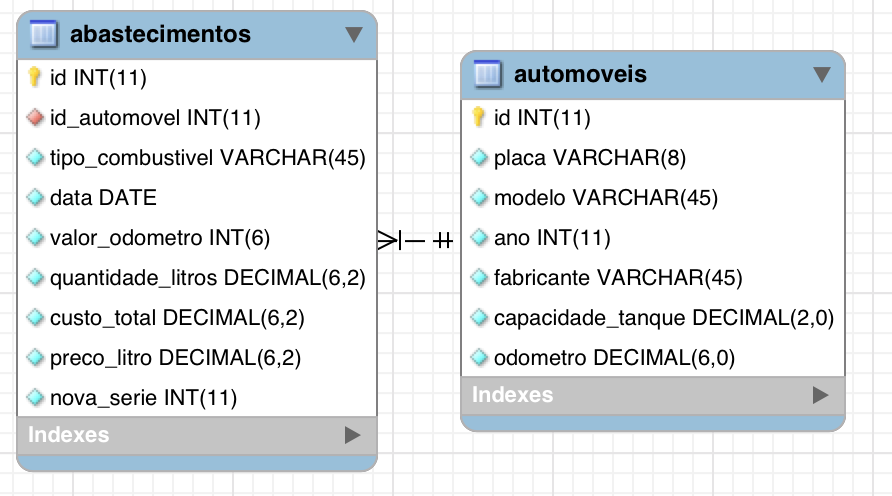 abastecimentos
id INT(11)
id_automovel INT(11)
tipo_combustivel VARCHAR(45)
data DATE
valor_odometro INT(6)
quantidade_litros DECIMAL(6,2)
custo_total DECIMAL(6,2)
preco_litro DECIMAL(6,2)
nova_serie INT(11)
Indexes
automoveis
id INT(11)
placa VARCHAR(8)
modelo VARCHAR(45)
ano INT(11)
fabricante VARCHAR(45)
capacidade_tanque DECIMAL(2,0)
odometro DECIMAL(6,0)
Indexes